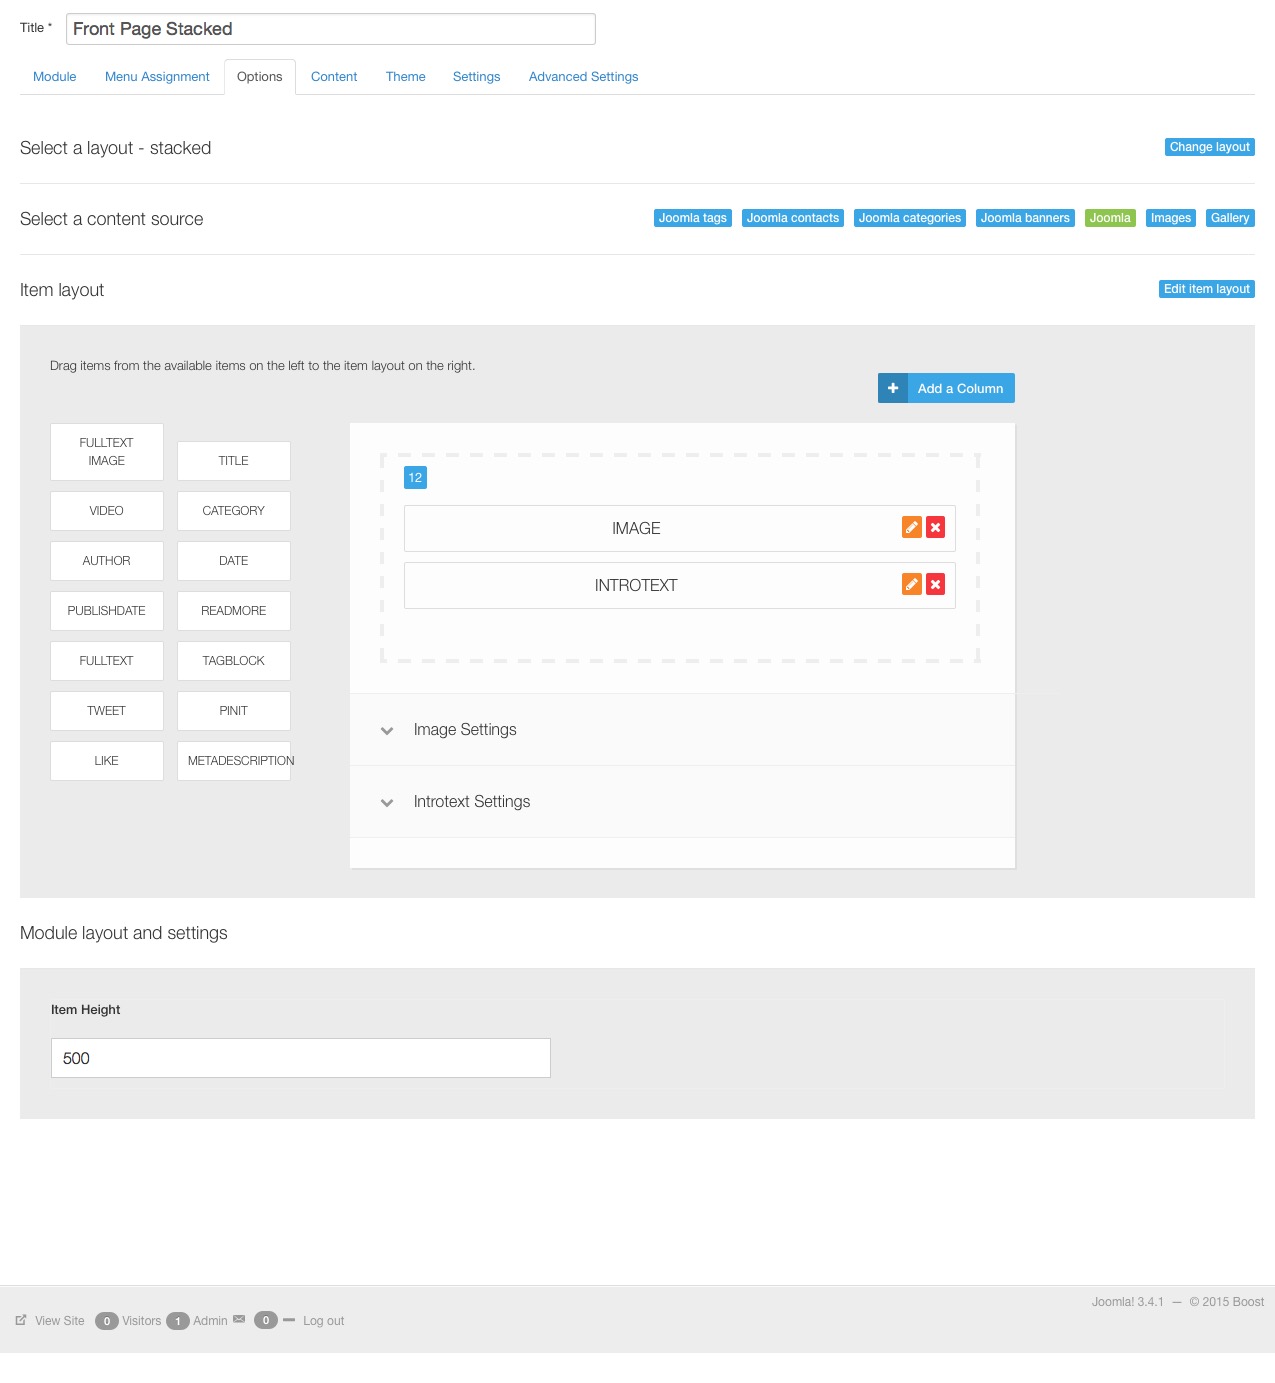 Title *
Front Page Stacked
Module Menu Assignment Options Content Theme Settings Advanced Settings
Select a layout - stacked
Change layout
Select a content source
Joomla tags Joomla contacts Joomla categories Joomla banners Joomla Images Gallery
Item layout
Edit item layout
Drag items from the available items on the left to the item layout on the right.
Add a Column
FULLTEXT
IMAGE
TITLE
VIDEO
CATEGORY
AUTHOR
DATE
PUBLISHDATE
READMORE
FULLTEXT
TAGBLOCK
TWEET
PINIT
LIKE
METADESCRIPTION
12
IMAGE
INTROTEXT
Image Settings
Introtext Settings
Module layout and settings
Item Height
500
Joomla! 3.4.1 — © 2015 Boost
View Site 0 Visitors 1 Admin 0 Log out